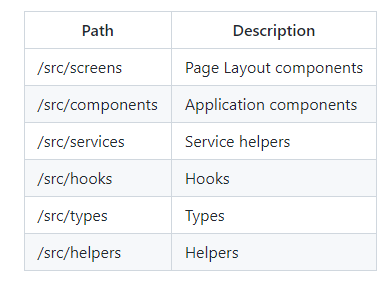 Path Description
/src/screens Page Layout components
/src/components Application components
/src/services Service helpers
/src/hooks Hooks
/src/types Types
/src/helpers Helpers